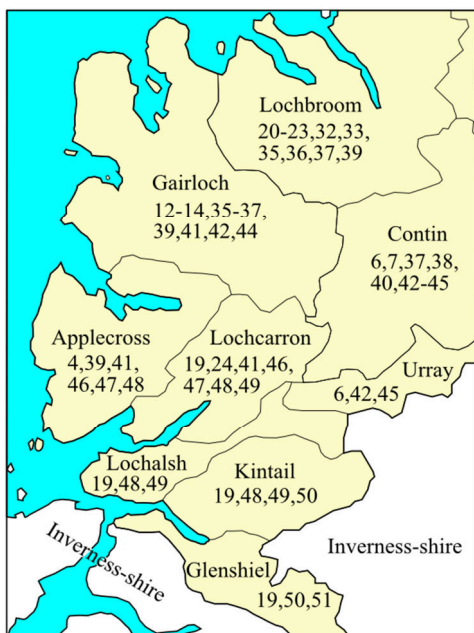 Lochbroom
20-23,32,33,
35,36,37,39
Gairloch
12-14,35-37,
39,41,42,44
Contin
6,7,37,38,
40,42-45
Applecross
4,39,41,
46,47,48
Lochcarron
19,24,41,46,
47,48,49
Urray
6,42,45
Lochalsh
19,48,49
Kintail
19,48,49,50
Inverness-shire
Inverness-shire
Glenshiel
19,50,51